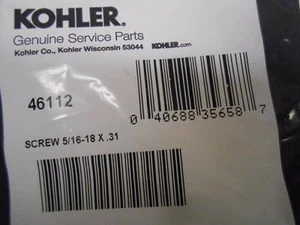 KOHLER.
Genuine Service Parts
Kohler Co., Kohler Wisconsin 53044 KOHLER.com
46112
0 40688 35658 7
SCREW 5/16-18 X .31